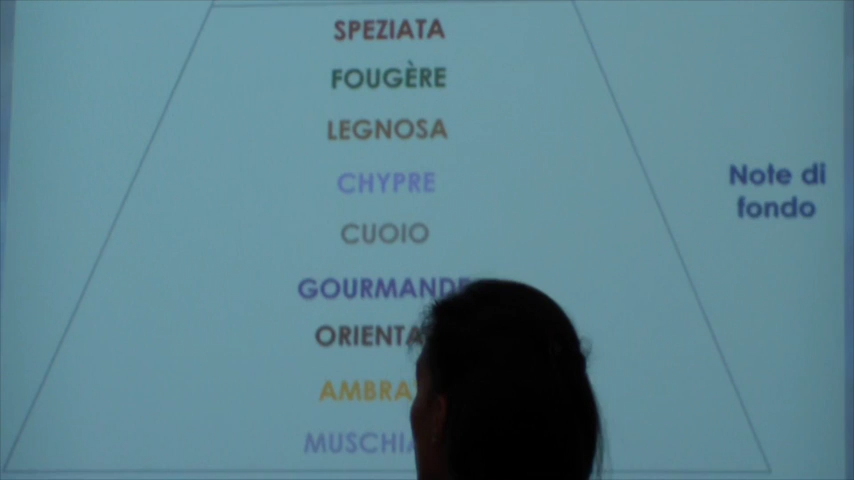 SPEZIATA
FOUGÈRE
LEGNOSA
CHYPRE
Note di
fondo
CUOIO
GOURMANDE